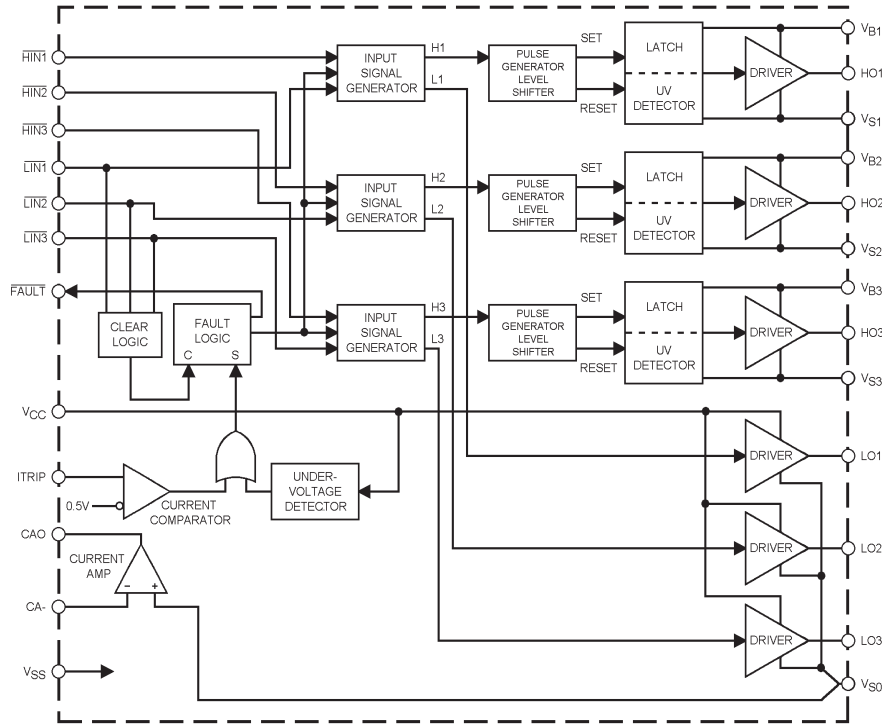 HIN1
HIN2
HIN3
LIN1
LIN2
LIN3
FAULT
VCC
ITRIP
0.5V
CAO
CA-
VSS
CLEAR
LOGIC
FAULT
LOGIC
C
S
CURRENT
COMPARATOR
UNDER-
VOLTAGE
DETECTOR
CURRENT
AMP
-
+
INPUT
SIGNAL
GENERATOR
H1
L1
PULSE
GENERATOR
LEVEL
SHIFTER
SET
RESET
LATCH
UV
DETECTOR
DRIVER
VB1
HO1
VS1
INPUT
SIGNAL
GENERATOR
H2
L2
PULSE
GENERATOR
LEVEL
SHIFTER
SET
RESET
LATCH
UV
DETECTOR
DRIVER
VB2
HO2
VS2
INPUT
SIGNAL
GENERATOR
H3
L3
PULSE
GENERATOR
LEVEL
SHIFTER
SET
RESET
LATCH
UV
DETECTOR
DRIVER
VB3
HO3
VS3
DRIVER
LO1
DRIVER
LO2
DRIVER
LO3
VS0